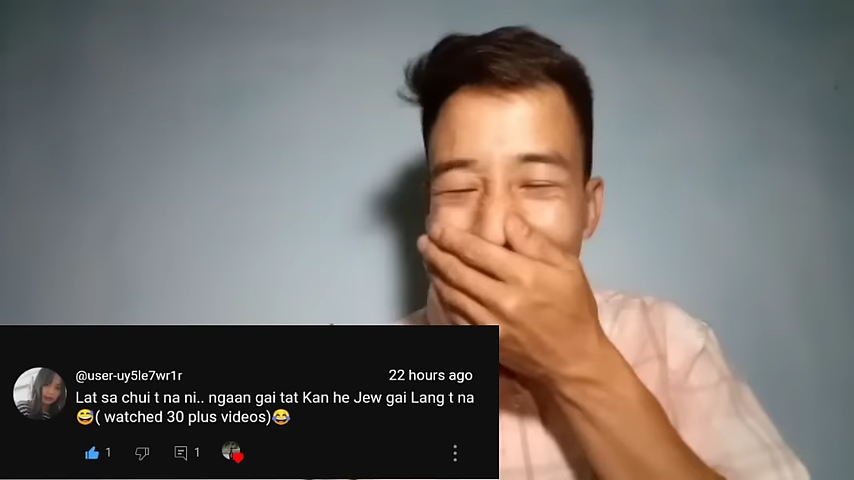 @user-uy5le7wr1r 22 hours ago
Lat sa chui t na ni.. ngaan gai tat Kan he Jew gai Lang t na
😅( watched 30 plus videos)😂
1 1